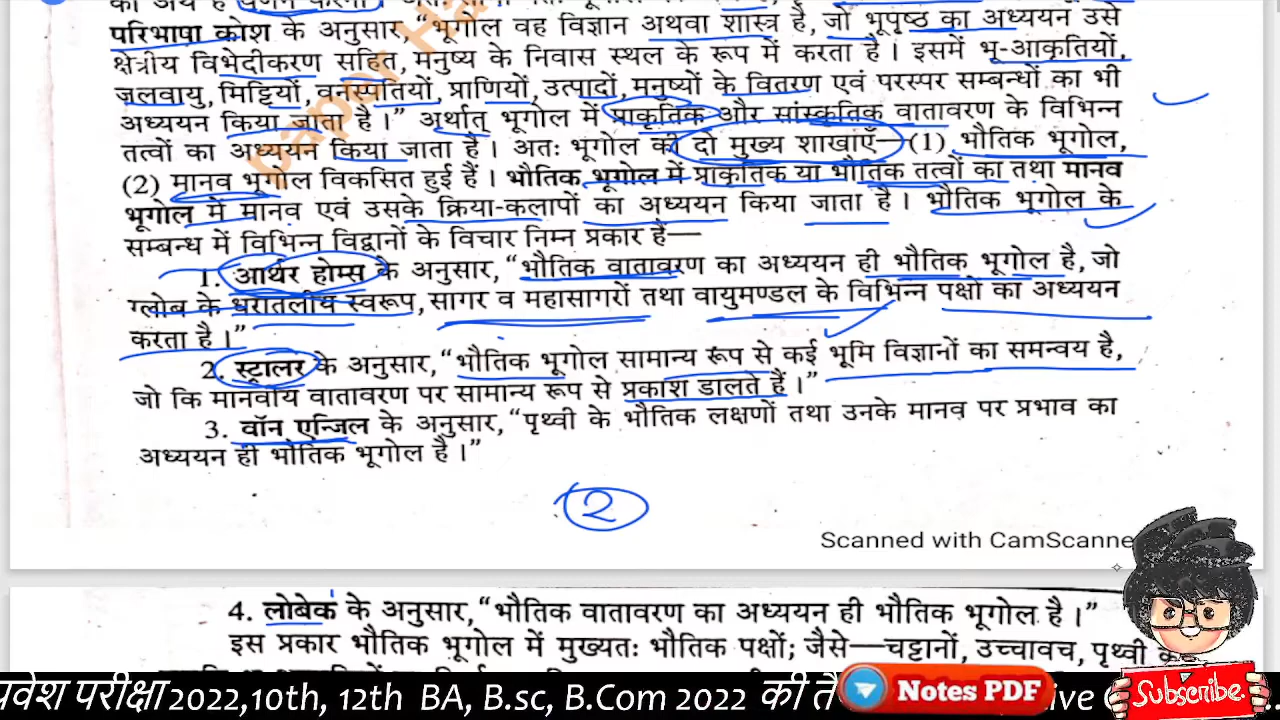 का अर्थ है वर्णन करना।
परिभाषा कोश के अनुसार, “भूगोल वह विज्ञान अथवा शास्त्र है, जो भूपृष्ठ का अध्ययन उसे
क्षेत्रीय विभेदीकरण सहित, मनुष्य के निवास स्थल के रूप में करता है। इसमें भू-आकृतियों,
जलवायु, मिट्टियों, वनस्पतियों, प्राणियों, उत्पादों, मनुष्यों के वितरण एवं परस्पर सम्बन्धों का भी
अध्ययन किया जाता है।” अर्थात् भूगोल में प्राकृतिक और सांस्कृतिक वातावरण के विभिन्न
तत्वों का अध्ययन किया जाता है। अतः भूगोल की दो मुख्य शाखाएँ—(1) भौतिक भूगोल,
(2) मानव भूगोल विकसित हुई हैं। भौतिक भूगोल में प्राकृतिक या भौतिक तत्वों का तथा मानव
भूगोल में मानव एवं उसके क्रिया-कलापों का अध्ययन किया जाता है। भौतिक भूगोल के
सम्बन्ध में विभिन्न विद्वानों के विचार निम्न प्रकार हैं—
1. आर्थर होम्स के अनुसार, “भौतिक वातावरण का अध्ययन ही भौतिक भूगोल है, जो
ग्लोब के धरातलीय स्वरूप, सागर व महासागरों तथा वायुमण्डल के विभिन्न पक्षों का अध्ययन
करता है।”
2. स्ट्रालर के अनुसार, “भौतिक भूगोल सामान्य रूप से कई भूमि विज्ञानों का समन्वय है,
जो कि मानवीय वातावरण पर सामान्य रूप से प्रकाश डालते हैं।”
3. वॉन एन्जिल के अनुसार, “पृथ्वी के भौतिक लक्षणों तथा उनके मानव पर प्रभाव का
अध्ययन ही भौतिक भूगोल है।”
2
Scanned with CamScanne
4. लोबेक के अनुसार, “भौतिक वातावरण का अध्ययन ही भौतिक भूगोल है।”
इस प्रकार भौतिक भूगोल में मुख्यतः भौतिक पक्षों; जैसे—चट्टानों, उच्चावच, पृथ्वी
प्रवेश परीक्षा 2022,10th, 12th BA, B.sc, B.Com 2022 की
Notes PDF
Subscribe